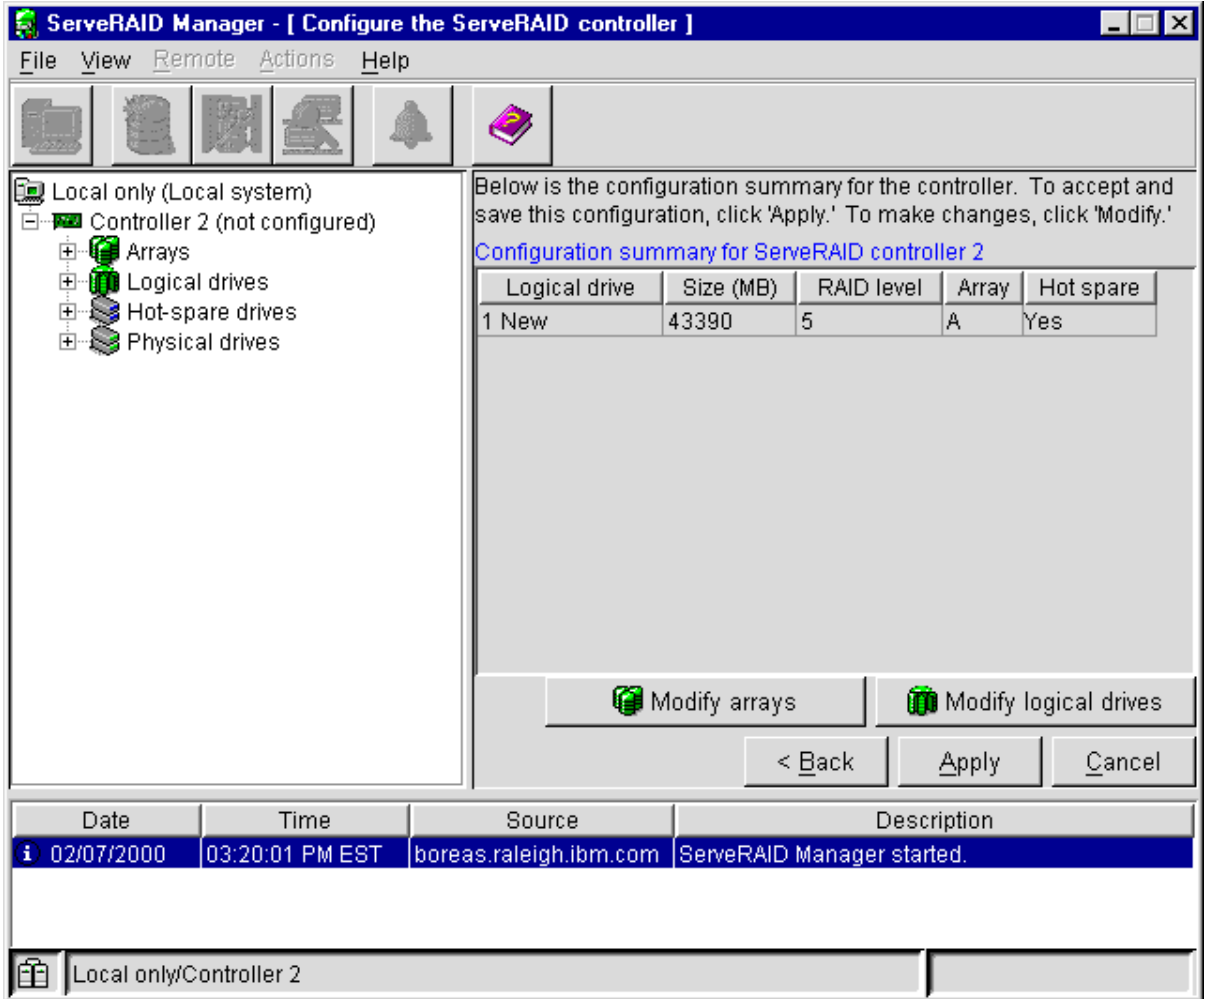 ServeRAID Manager - [ Configure the ServeRAID controller ]
File View Remote Actions Help
Local only (Local system)
Controller 2 (not configured)
Arrays
Logical drives
Hot-spare drives
Physical drives
Below is the configuration summary for the controller. To accept and
save this configuration, click 'Apply.' To make changes, click 'Modify.'
Configuration summary for ServeRAID controller 2
Logical drive Size (MB) RAID level Array Hot spare
1 New 43390 5 A Yes
Modify arrays Modify logical drives
< Back Apply Cancel
Date Time Source Description
02/07/2000 03:20:01 PM EST boreas.raleigh.ibm.com ServeRAID Manager started.
Local only/Controller 2